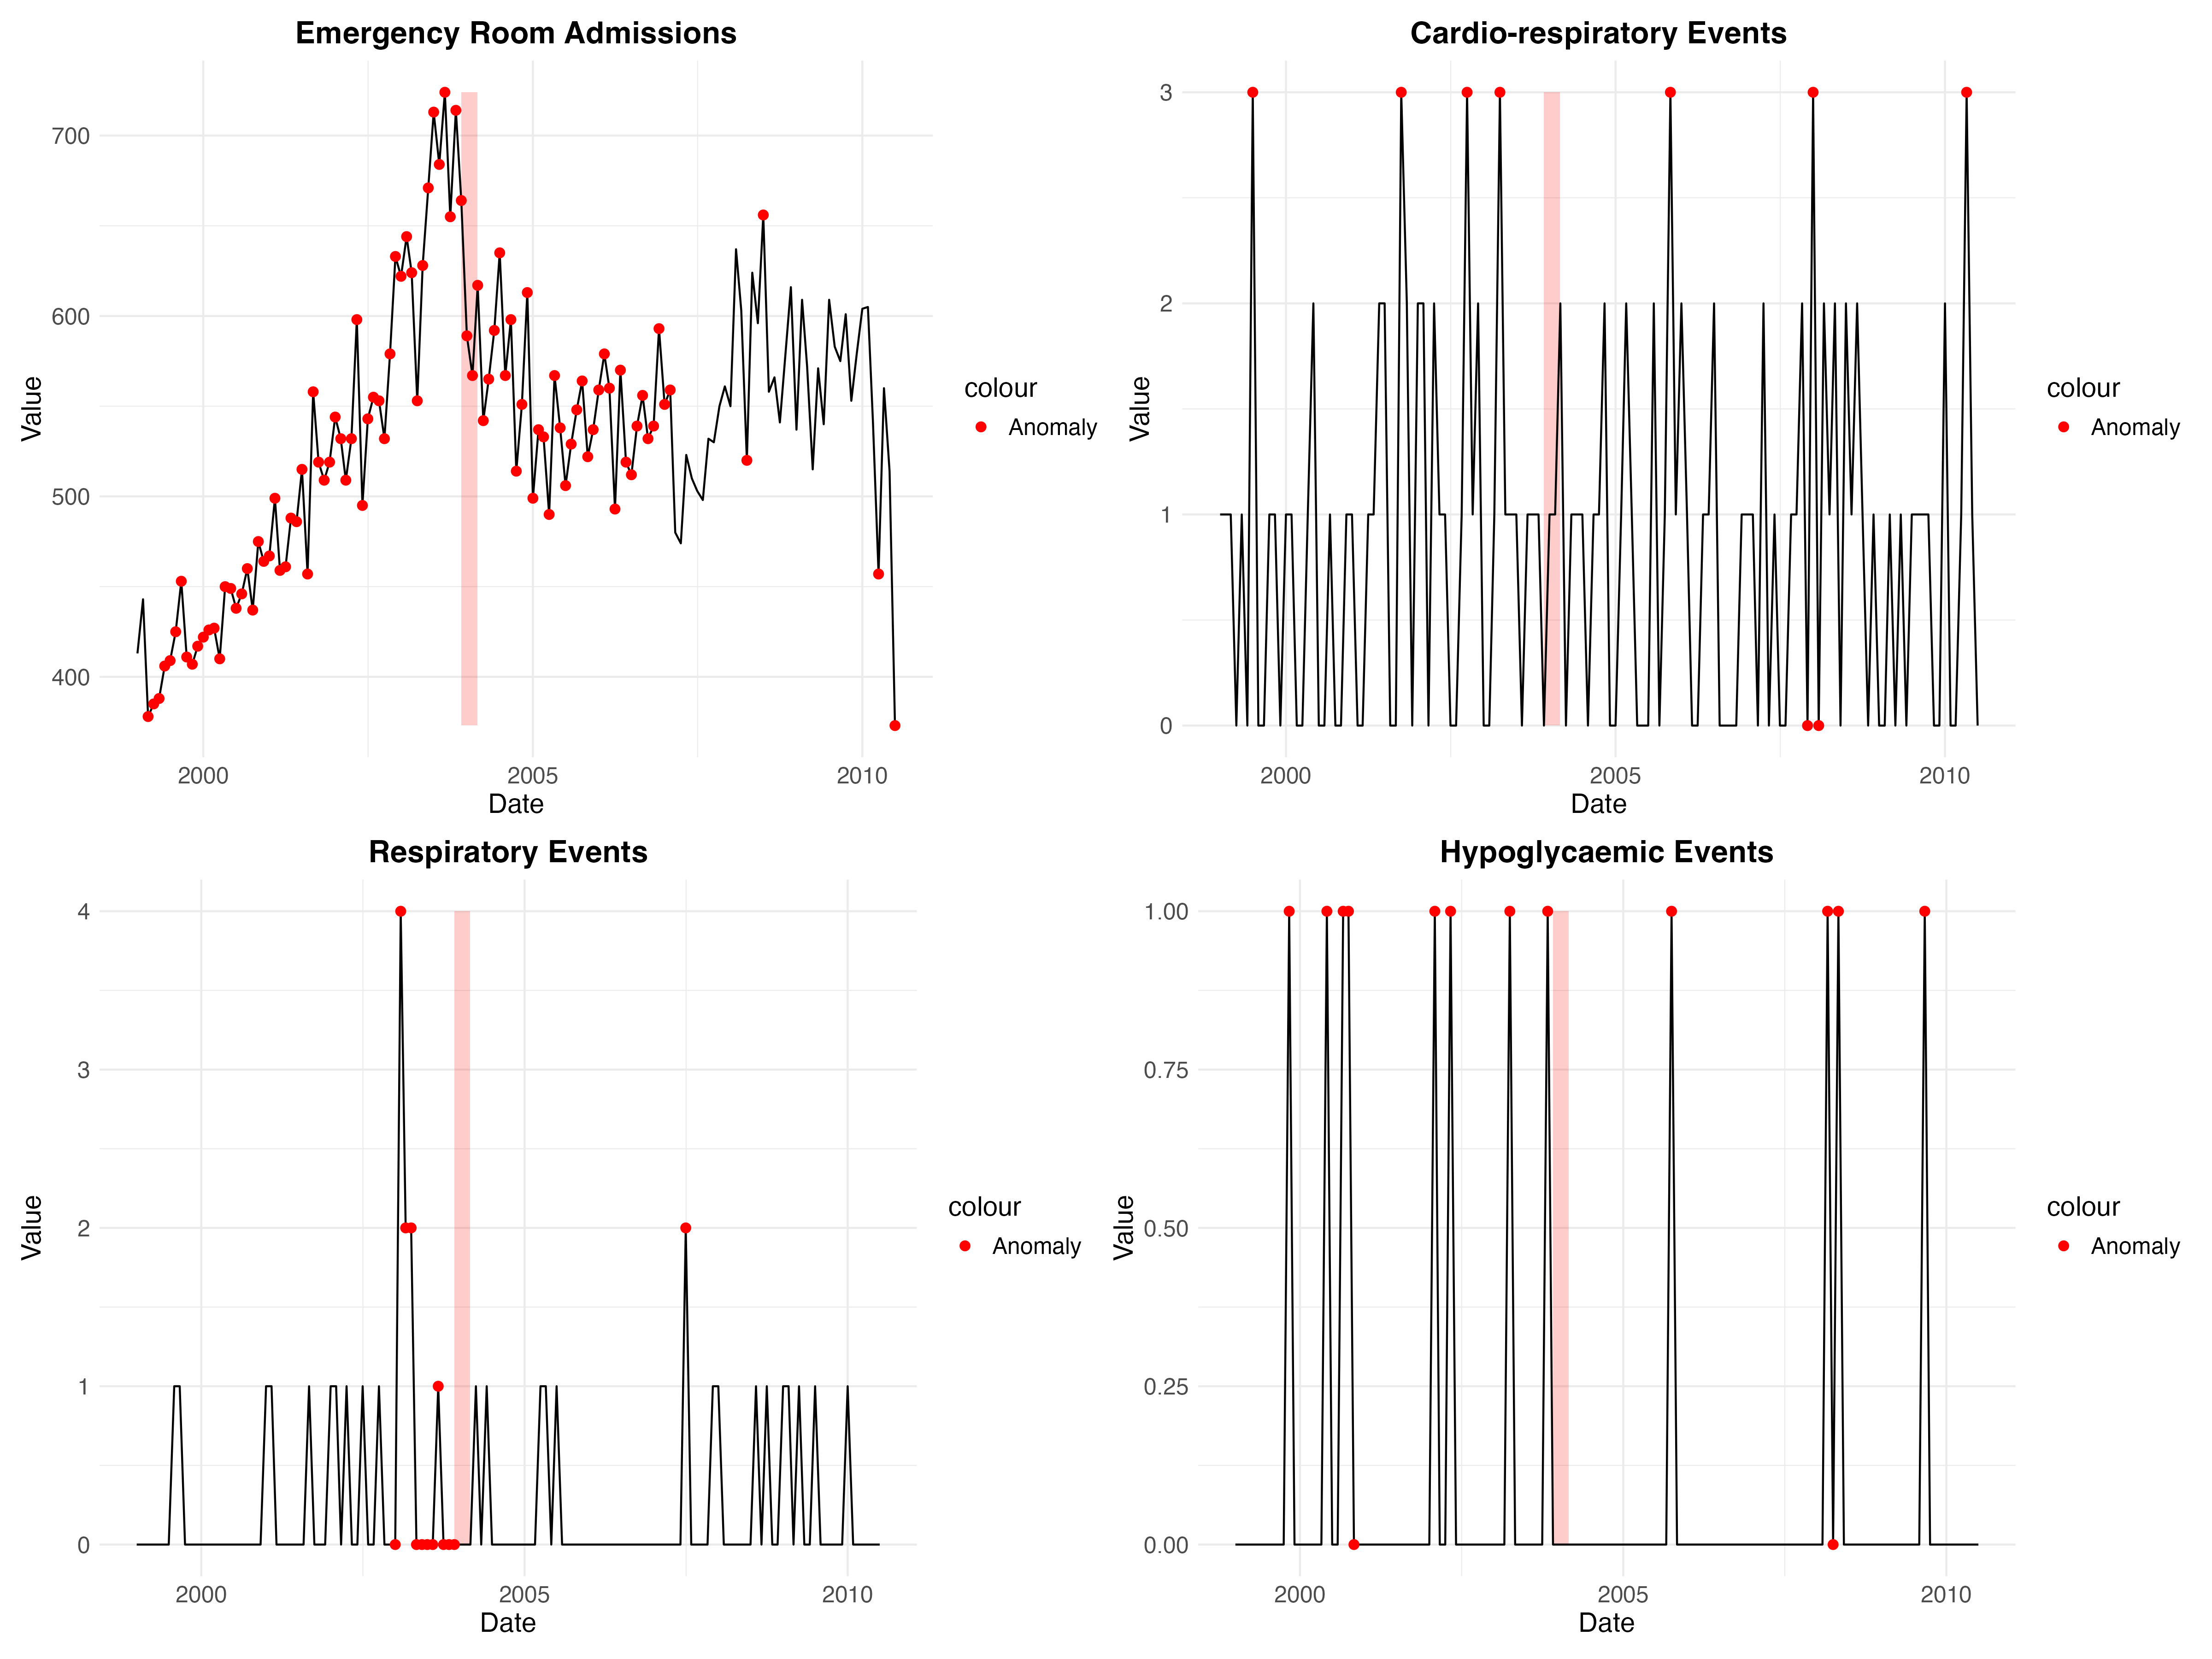 Emergency Room Admissions
Value
700
600
500
400
2000 2005 2010
Date
colour
Anomaly
Cardio-respiratory Events
Value
3
2
1
0
2000 2005 2010
Date
colour
Anomaly
Respiratory Events
Value
4
3
2
1
0
2000 2005 2010
Date
colour
Anomaly
Hypoglycaemic Events
Value
1.00
0.75
0.50
0.25
0.00
2000 2005 2010
Date
colour
Anomaly